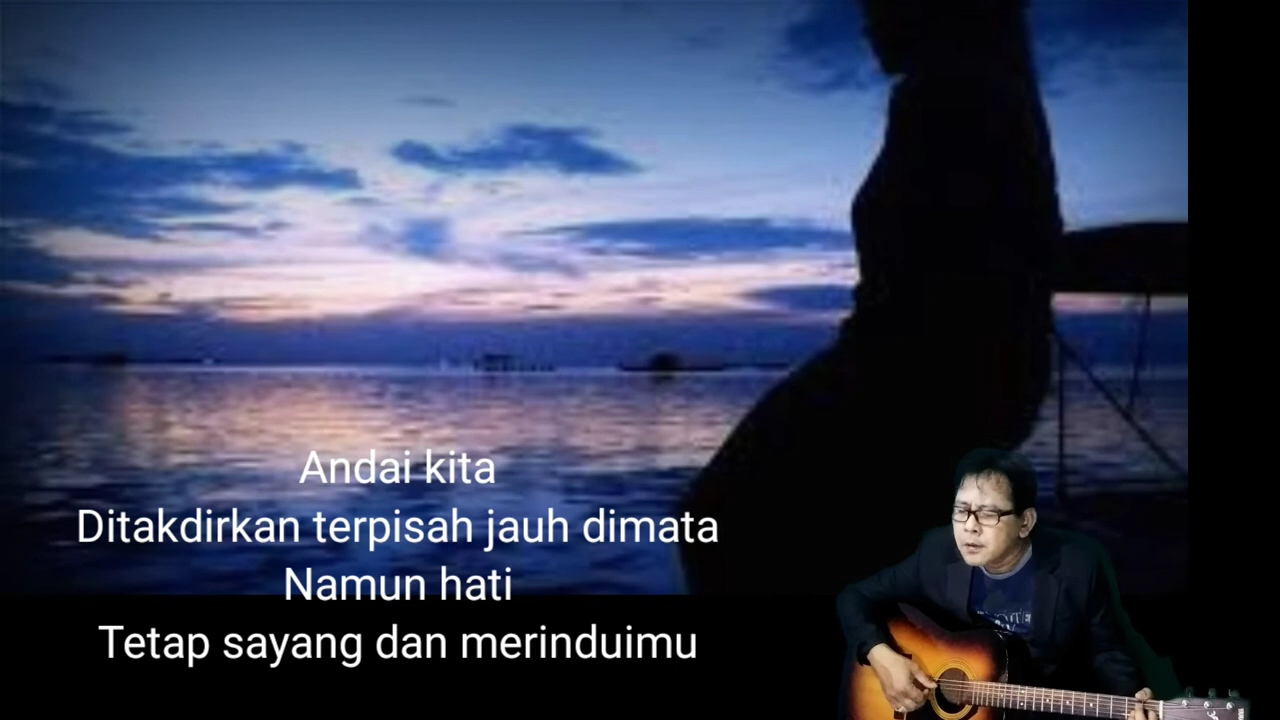 Andai kita
Ditakdirkan terpisah jauh dimata
Namun hati
Tetap sayang dan merinduimu